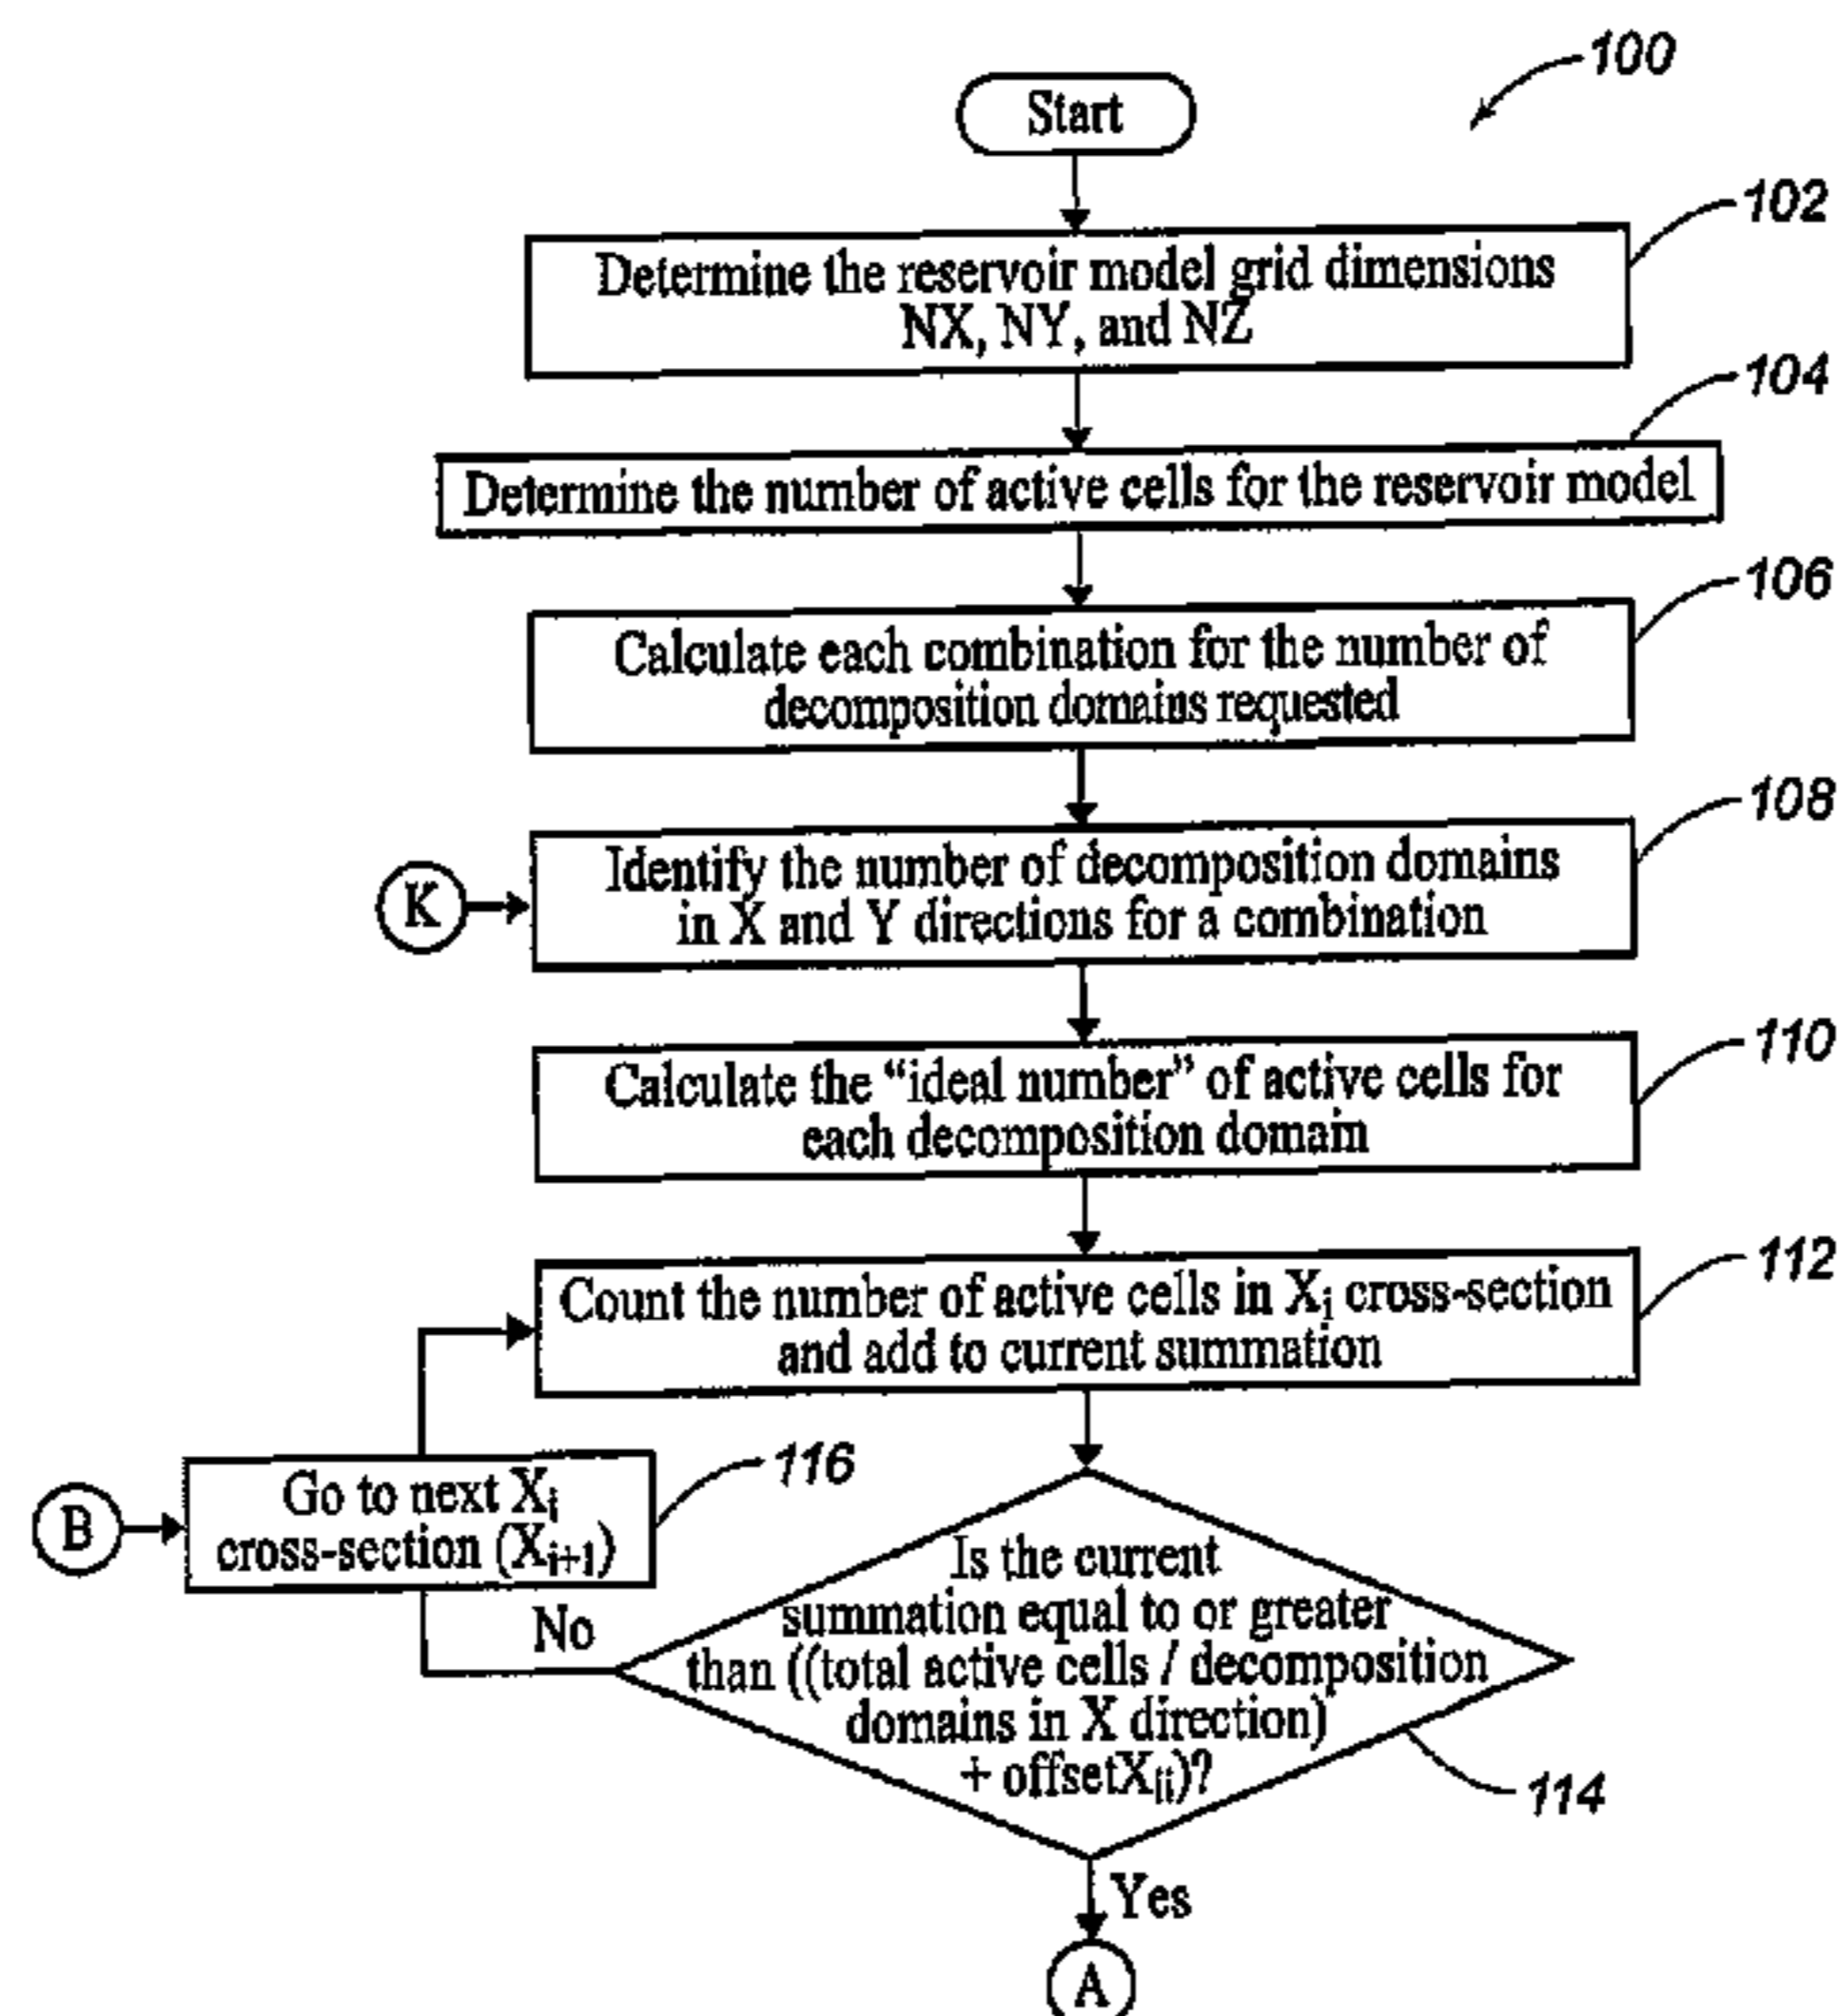 100
Start
102
Determine the reservoir model grid dimensions
NX, NY, and NZ
104
Determine the number of active cells for the reservoir model
106
Calculate each combination for the number of
decomposition domains requested
108
K
Identify the number of decomposition domains
in X and Y directions for a combination
110
Calculate the “ideal number” of active cells for
each decomposition domain
112
Count the number of active cells in Xi cross-section
and add to current summation
116
B
Go to next Xi
cross-section (Xi+1)
No
Is the current
summation equal to or greater
than ((total active cells / decomposition
domains in X direction)
+ offsetX[i])?
114
Yes
A